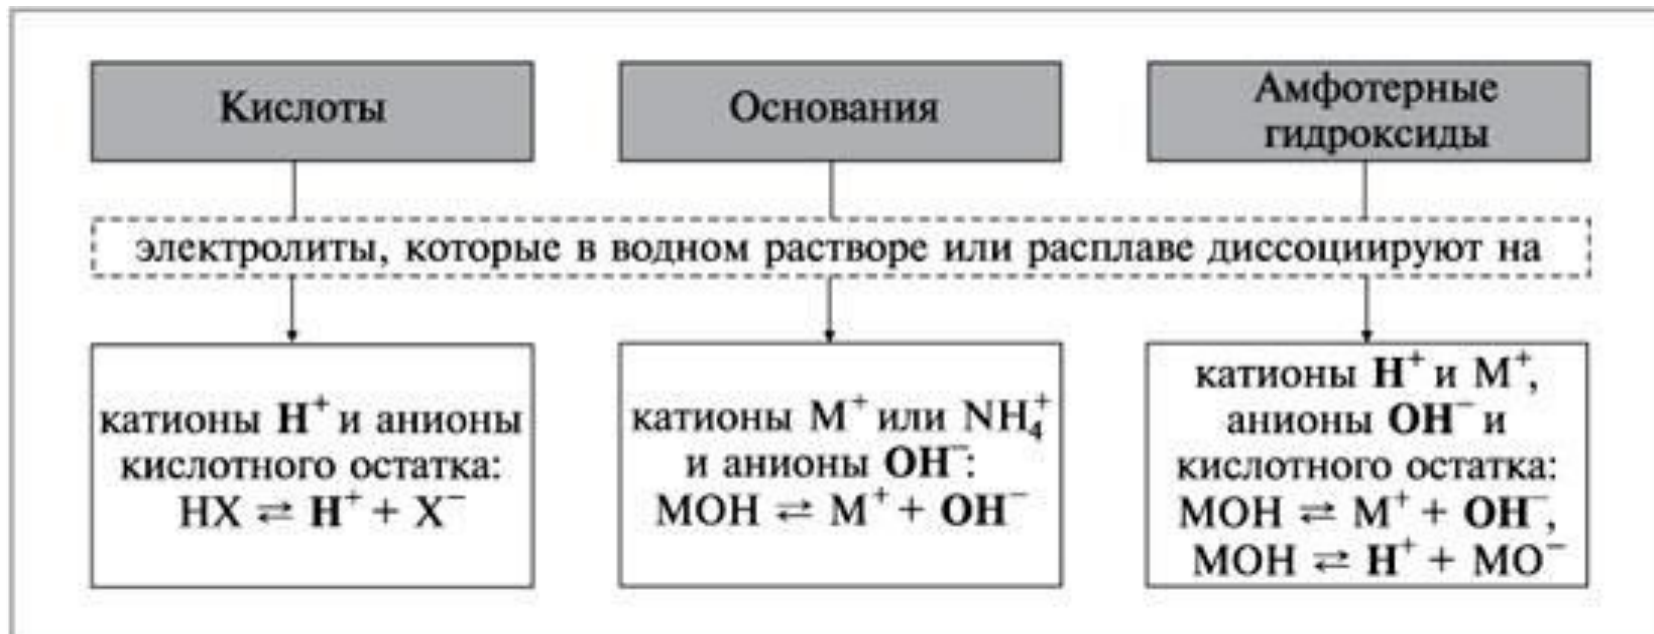 Кислоты
Основания
Амфотерные
гидроксиды
электролиты, которые в водном растворе или расплаве диссоциируют на
катионы H⁺ и анионы
кислотного остатка:
HX ⇄ H⁺ + X⁻
катионы M⁺ или NH₄⁺
и анионы OH⁻:
MOH ⇄ M⁺ + OH⁻
катионы H⁺ и M⁺,
анионы OH⁻ и
кислотного остатка:
MOH ⇄ M⁺ + OH⁻,
MOH ⇄ H⁺ + MO⁻